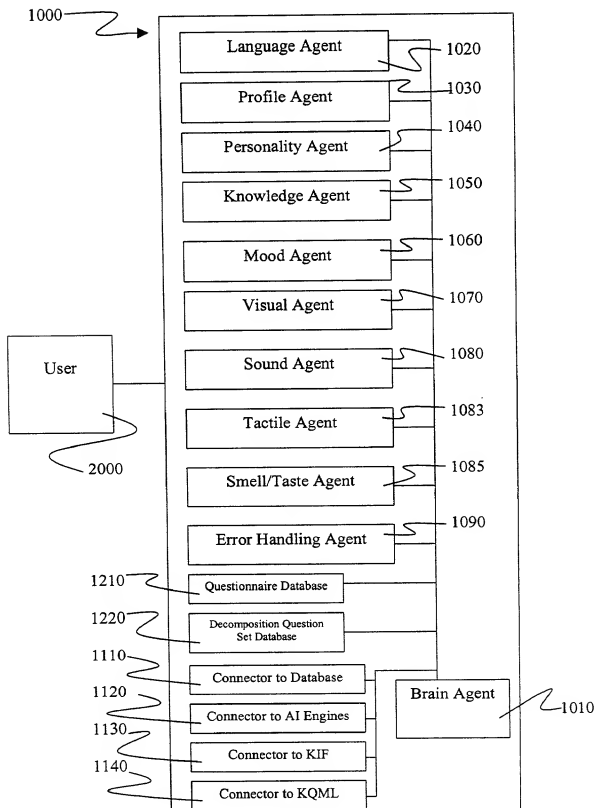 1000
Language Agent
1020
Profile Agent
1030
Personality Agent
1040
Knowledge Agent
1050
Mood Agent
1060
Visual Agent
1070
User
Sound Agent
1080
Tactile Agent
1083
2000
Smell/Taste Agent
1085
Error Handling Agent
1090
1210
Questionnaire Database
1220
Decomposition Question
Set Database
1110
Connector to Database
Brain Agent
1010
1120
Connector to AI Engines
1130
Connector to KIF
1140
Connector to KQML